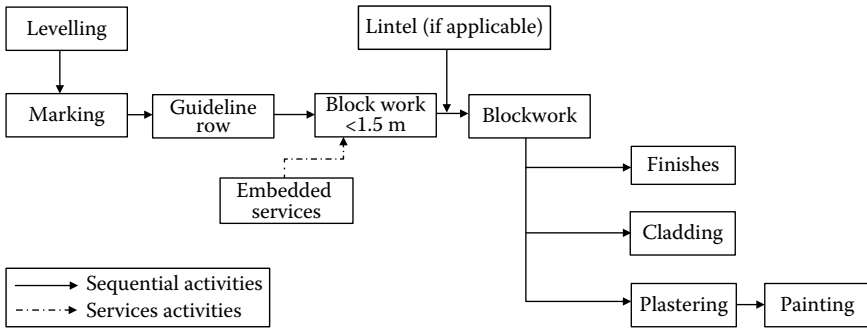 Levelling
Lintel (if applicable)
Marking
Guideline
row
Block work
<1.5 m
Blockwork
Embedded
services
Finishes
Cladding
Sequential activities
Services activities
Plastering
Painting